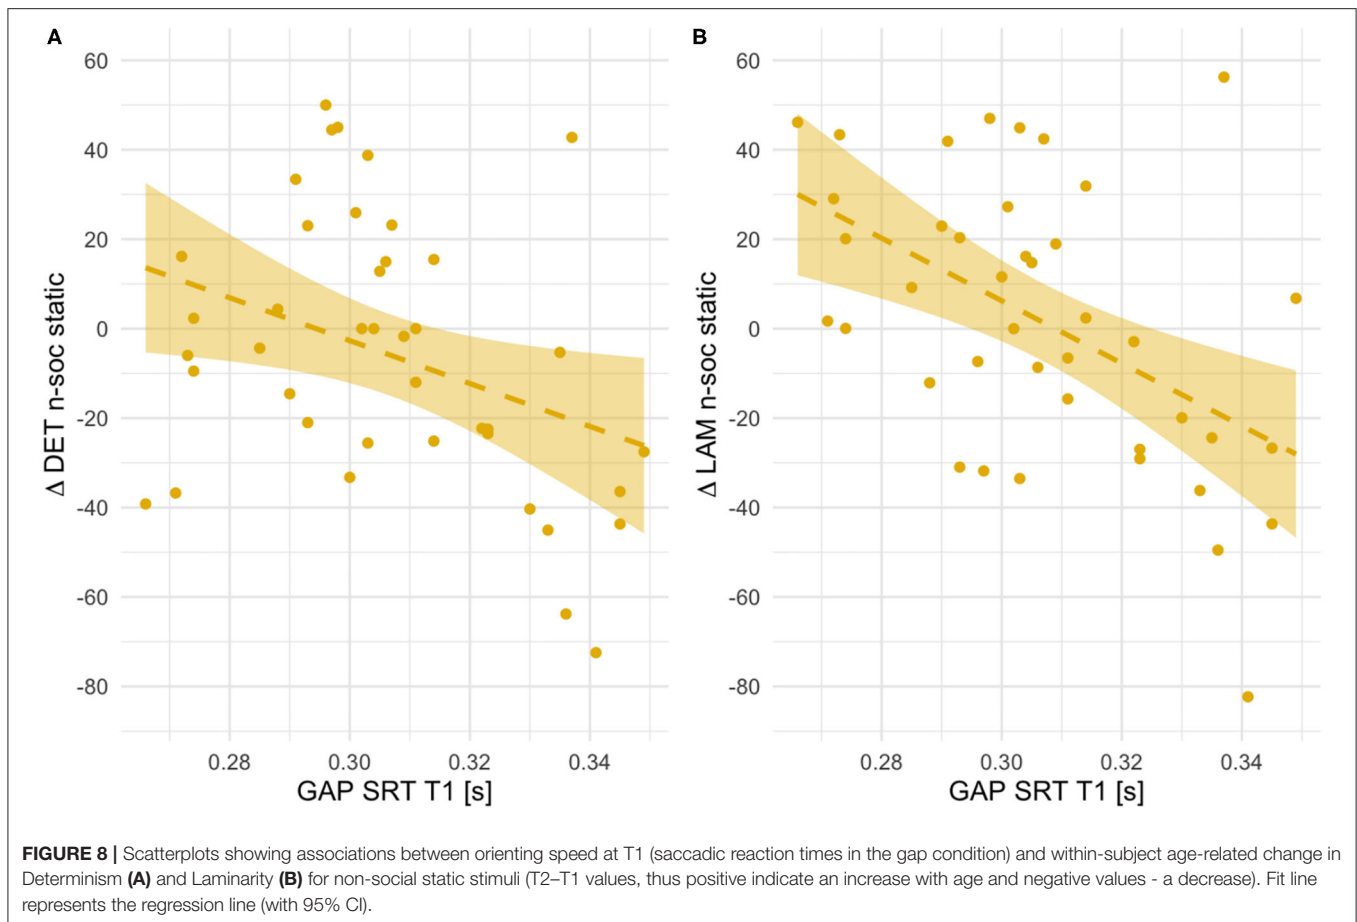 A
60
40
20
0
-20
-40
-60
-80
Δ DET n-soc static
0.28 0.30 0.32 0.34
GAP SRT T1 [s]
B
60
40
20
0
-20
-40
-60
-80
Δ LAM n-soc static
0.28 0.30 0.32 0.34
GAP SRT T1 [s]
FIGURE 8 | Scatterplots showing associations between orienting speed at T1 (saccadic reaction times in the gap condition) and within-subject age-related change in
Determinism (A) and Laminarity (B) for non-social static stimuli (T2–T1 values, thus positive indicate an increase with age and negative values - a decrease). Fit line
represents the regression line (with 95% CI).